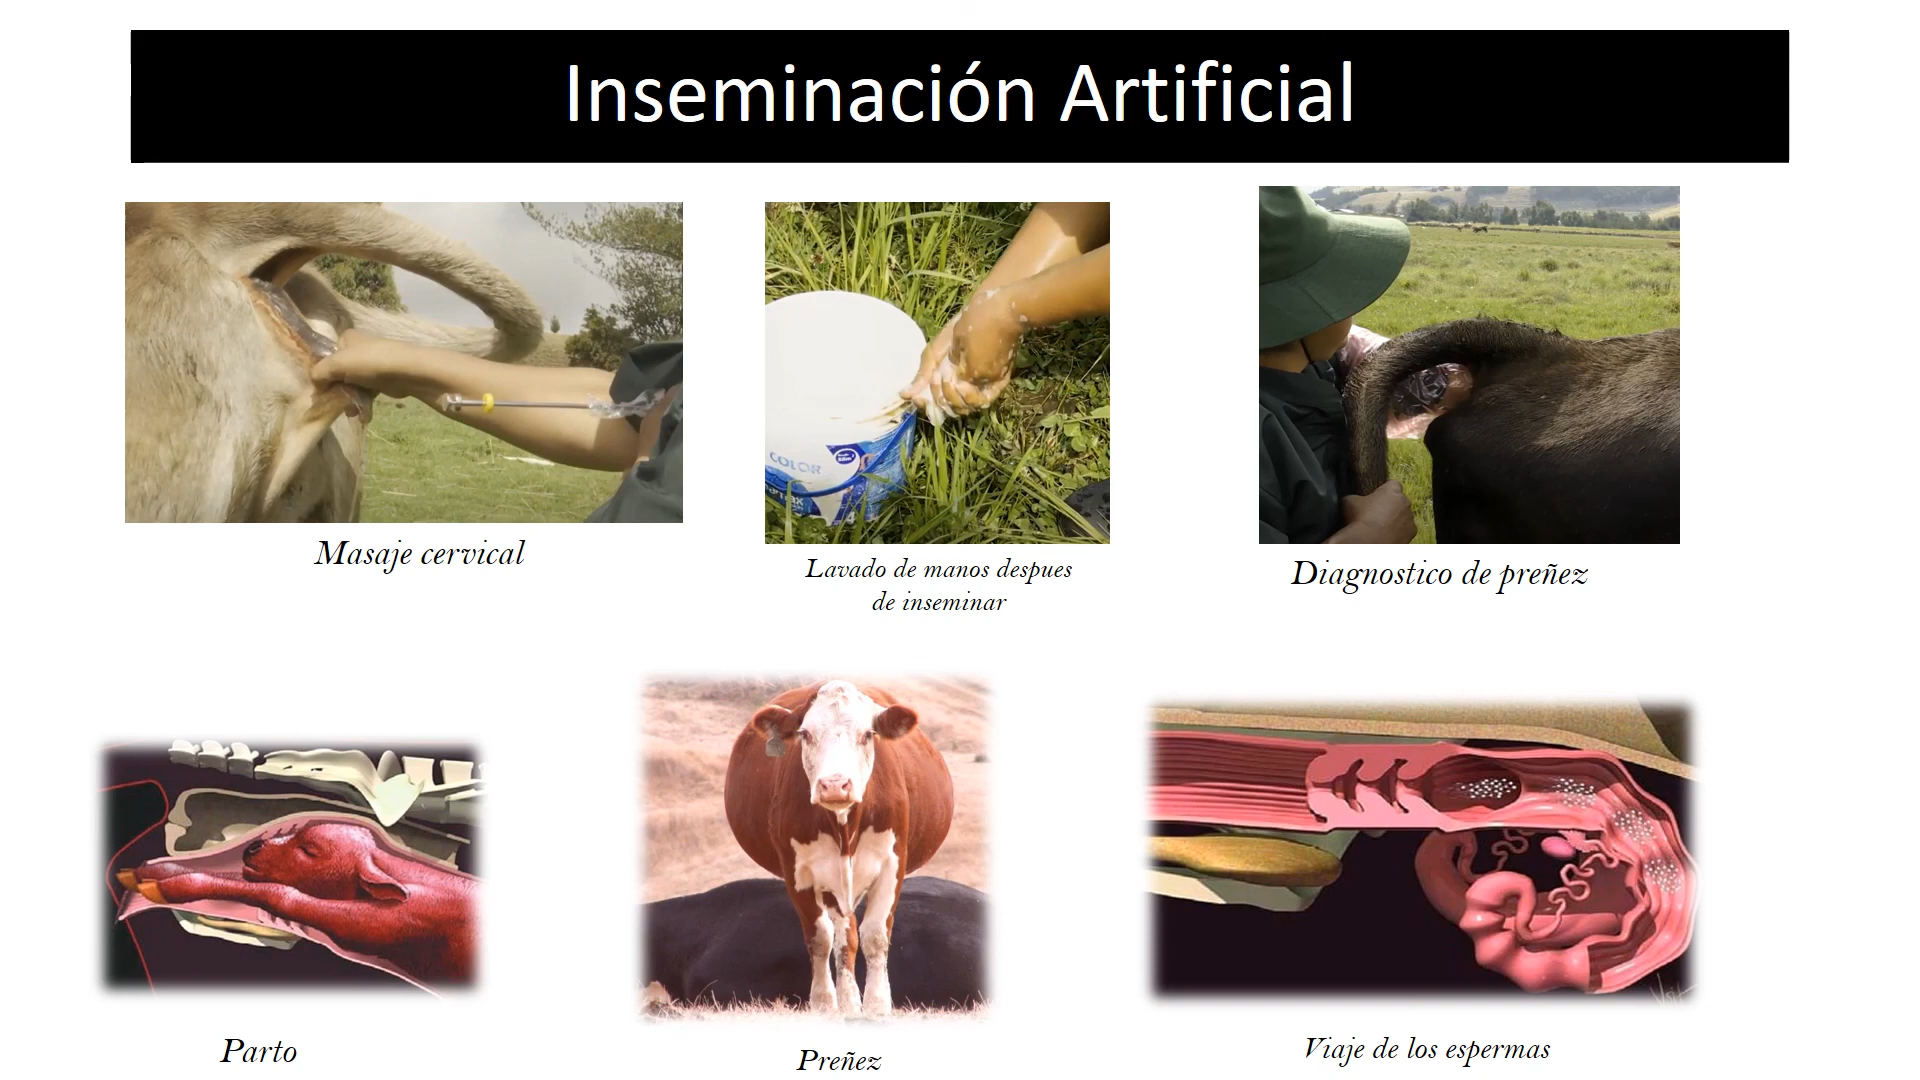 Inseminación Artificial
Masaje cervical
Lavado de manos despues
de inseminar
Diagnostico de preñez
COLOR
Parto
Preñez
Viaje de los espermas